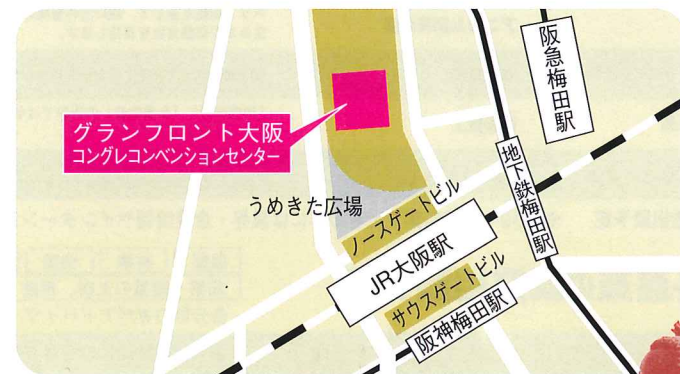 グランフロント大阪
コングレコンベンションセンター
うめきた広場
ノースゲートビル
JR大阪駅
サウスゲートビル
阪神梅田駅
地下鉄梅田駅
阪急梅田駅